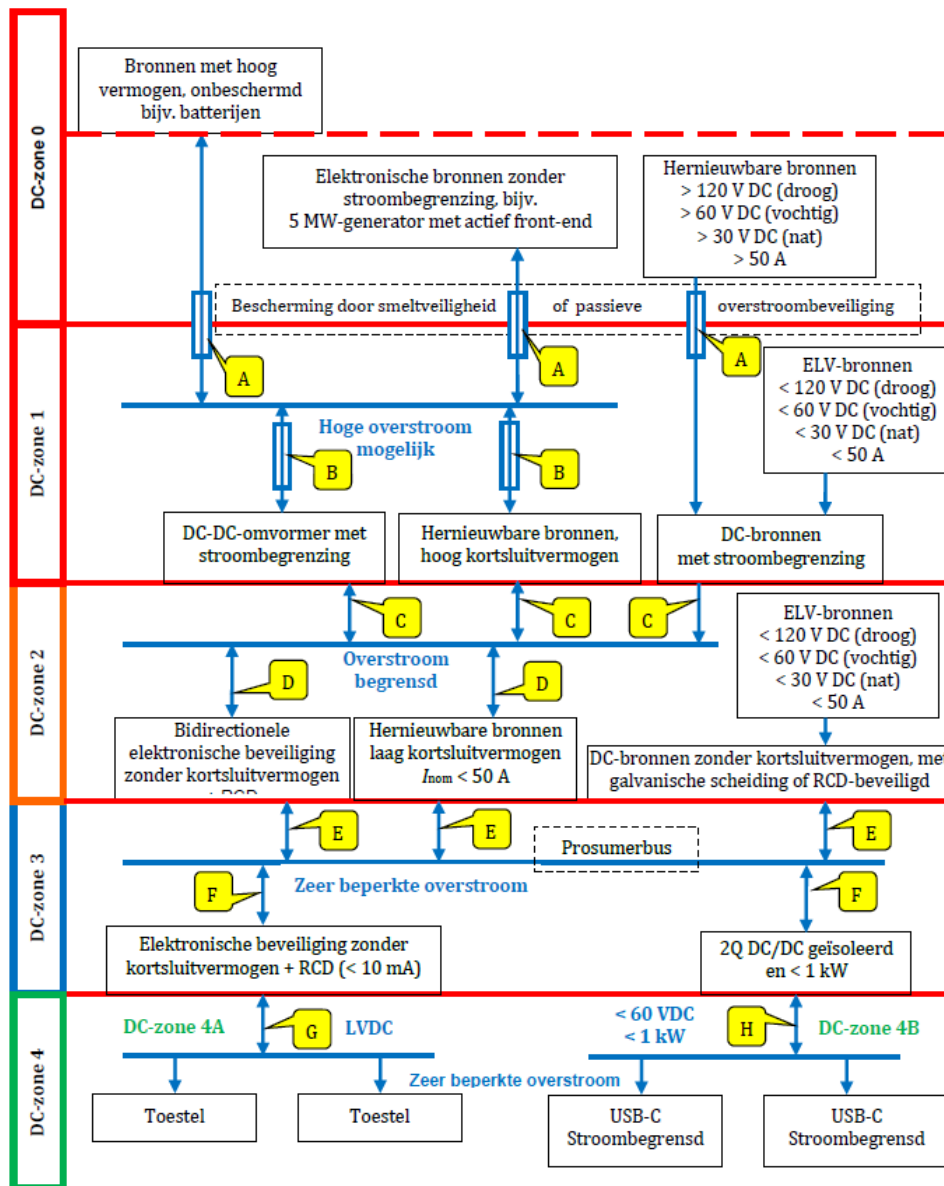 DC-zone 0
Bronnen met hoog
vermogen, onbeschermd
bijv. batterijen
Elektronische bronnen zonder
stroombegrenzing, bijv.
5 MW-generator met actief front-end
Hernieuwbare bronnen
> 120 V DC (droog)
> 60 V DC (vochtig)
> 30 V DC (nat)
> 50 A
Bescherming door smeltveiligheid of passieve overstroombeveiliging
DC-zone 1
A
A
A
ELV-bronnen
< 120 V DC (droog)
< 60 V DC (vochtig)
< 30 V DC (nat)
< 50 A
Hoge overstroom
mogelijk
B
B
DC-DC-omvormer met
stroombegrenzing
Hernieuwbare bronnen,
hoog kortsluitvermogen
DC-bronnen
met stroombegrenzing
DC-zone 2
C
C
C
Overstroom
begrensd
ELV-bronnen
< 120 V DC (droog)
< 60 V DC (vochtig)
< 30 V DC (nat)
< 50 A
D
D
Bidirectionele
elektronische beveiliging
zonder kortsluitvermogen
+ RCD
Hernieuwbare bronnen
laag kortsluitvermogen
Inom < 50 A
DC-bronnen zonder kortsluitvermogen, met
galvanische scheiding of RCD-beveiligd
DC-zone 3
E
E
E
Prosumerbus
Zeer beperkte overstroom
F
F
Elektronische beveiliging zonder
kortsluitvermogen + RCD (< 10 mA)
2Q DC/DC geïsoleerd
en < 1 kW
DC-zone 4
DC-zone 4A
G
LVDC
< 60 VDC
< 1 kW
H
DC-zone 4B
Zeer beperkte overstroom
Toestel
Toestel
USB-C
Stroombegrensd
USB-C
Stroombegrensd